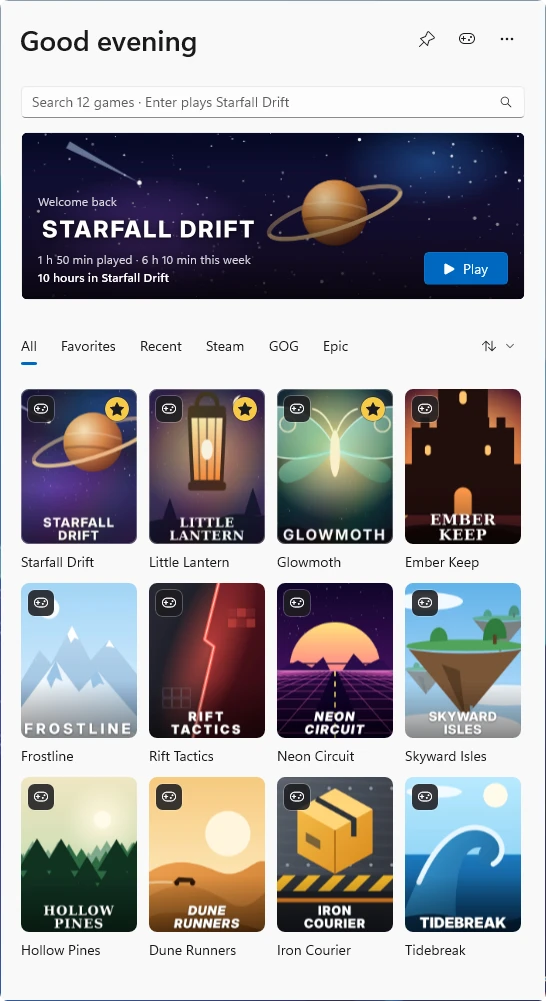 Good evening
Search 12 games · Enter plays Starfall Drift
Welcome back
STARFALL DRIFT
1 h 50 min played · 6 h 10 min this week
10 hours in Starfall Drift
Play
All
Favorites
Recent
Steam
GOG
Epic
STARFALL
DRIFT
LITTLE
LANTERN
GLOWMOTH
EMBER
KEEP
Starfall Drift
Little Lantern
Glowmoth
Ember Keep
FROSTLINE
RIFT
TACTICS
NEON
CIRCUIT
SKYWARD
ISLES
Frostline
Rift Tactics
Neon Circuit
Skyward Isles
HOLLOW
PINES
DUNE
RUNNERS
IRON
COURIER
TIDEBREAK
Hollow Pines
Dune Runners
Iron Courier
Tidebreak